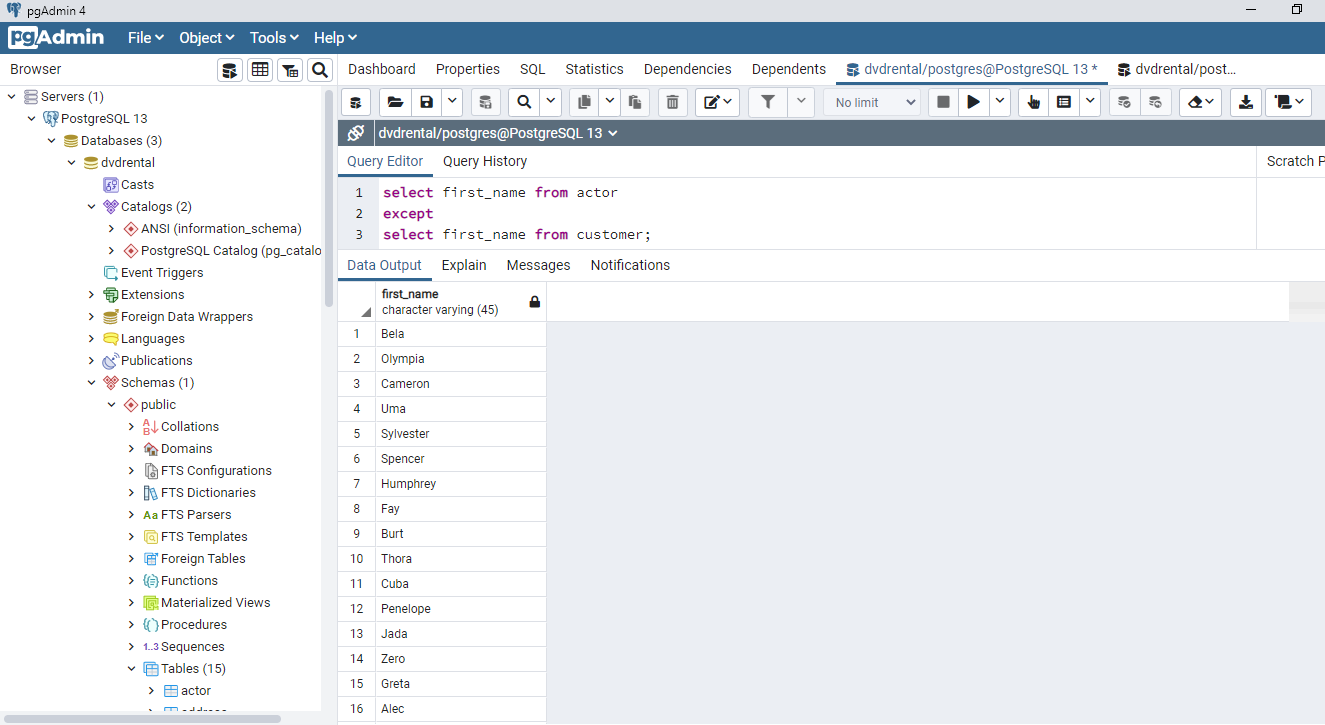 pgAdmin 4
pgAdmin File Object Tools Help
Browser
Dashboard Properties SQL Statistics Dependencies Dependents dvdrental/postgres@PostgreSQL 13 * dvdrental/post...
No limit
dvdrental/postgres@PostgreSQL 13
Query Editor Query History Scratch P
1 select first_name from actor
2 except
3 select first_name from customer;
Data Output Explain Messages Notifications
first_name
character varying (45)
1 Bela
2 Olympia
3 Cameron
4 Uma
5 Sylvester
6 Spencer
7 Humphrey
8 Fay
9 Burt
10 Thora
11 Cuba
12 Penelope
13 Jada
14 Zero
15 Greta
16 Alec
Servers (1)
PostgreSQL 13
Databases (3)
dvdrental
Casts
Catalogs (2)
ANSI (information_schema)
PostgreSQL Catalog (pg_catalo
Event Triggers
Extensions
Foreign Data Wrappers
Languages
Publications
Schemas (1)
public
Collations
Domains
FTS Configurations
FTS Dictionaries
Aa FTS Parsers
FTS Templates
Foreign Tables
Functions
Materialized Views
Procedures
1..3 Sequences
Tables (15)
actor
address